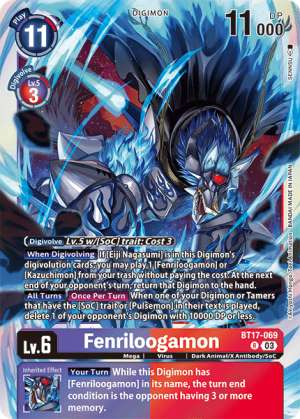 Play
11
DIGIMON
DP
11000
Lv.5
3
SENNSU
Digivolve Lv.5 w/[SoC] trait: Cost 3
When Digivolving If [Eiji Nagasumi] is in this Digimon's
digivolution cards, you may play 1 [Fenriloogamon] or
[Kazuchimon] from your trash without paying the cost. At the next
end of your opponent's turn, return that Digimon to the hand.
All Turns Once Per Turn When one of your Digimon or Tamers
that have the [SoC] trait or [Pulsemon] in their text is played,
delete 1 of your opponent's Digimon with 10000 DP or less.
BT17-069
Lv.6
Fenriloogamon
R 03
Mega Virus Dark Animal/X Antibody/SoC
Inherited Effect
Your Turn While this Digimon has
[Fenriloogamon] in its name, the turn end
condition is the opponent having 3 or more
memory.